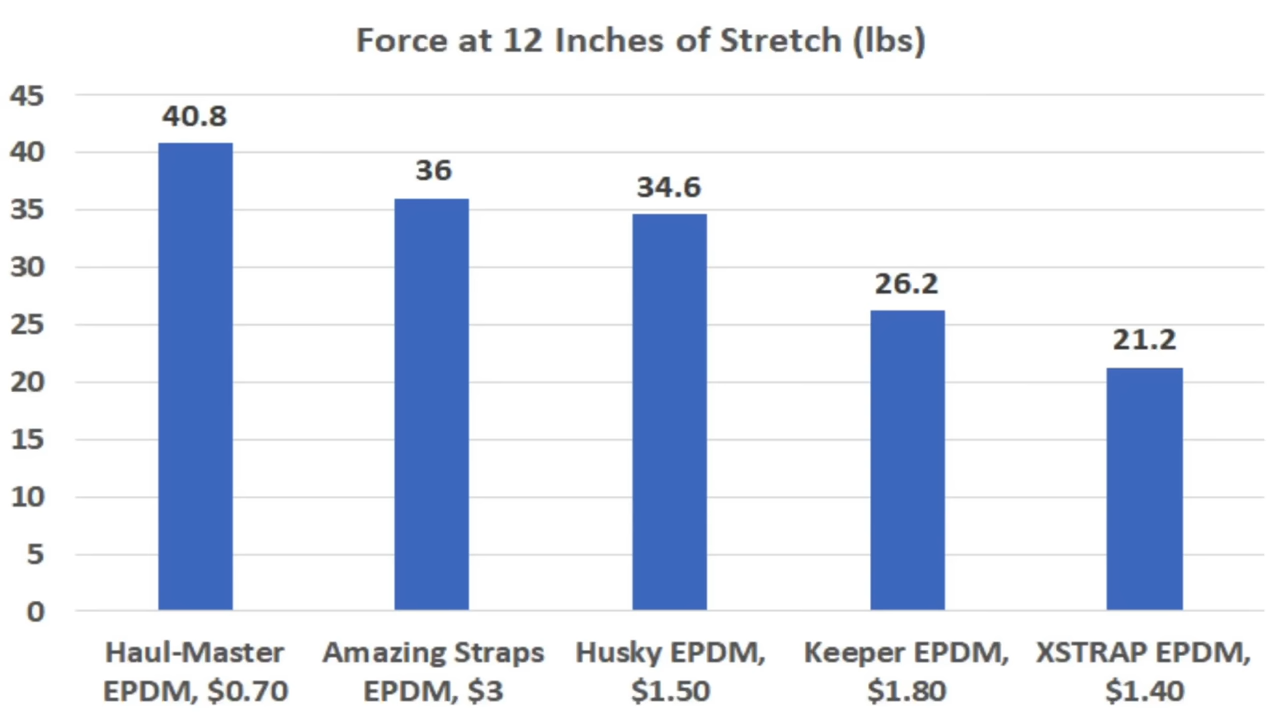 Force at 12 Inches of Stretch (lbs)
45
40
35
30
25
20
15
10
5
0
40.8
36
34.6
26.2
21.2
Haul-Master
EPDM, $0.70
Amazing Straps
EPDM, $3
Husky EPDM,
$1.50
Keeper EPDM,
$1.80
XSTRAP EPDM,
$1.40